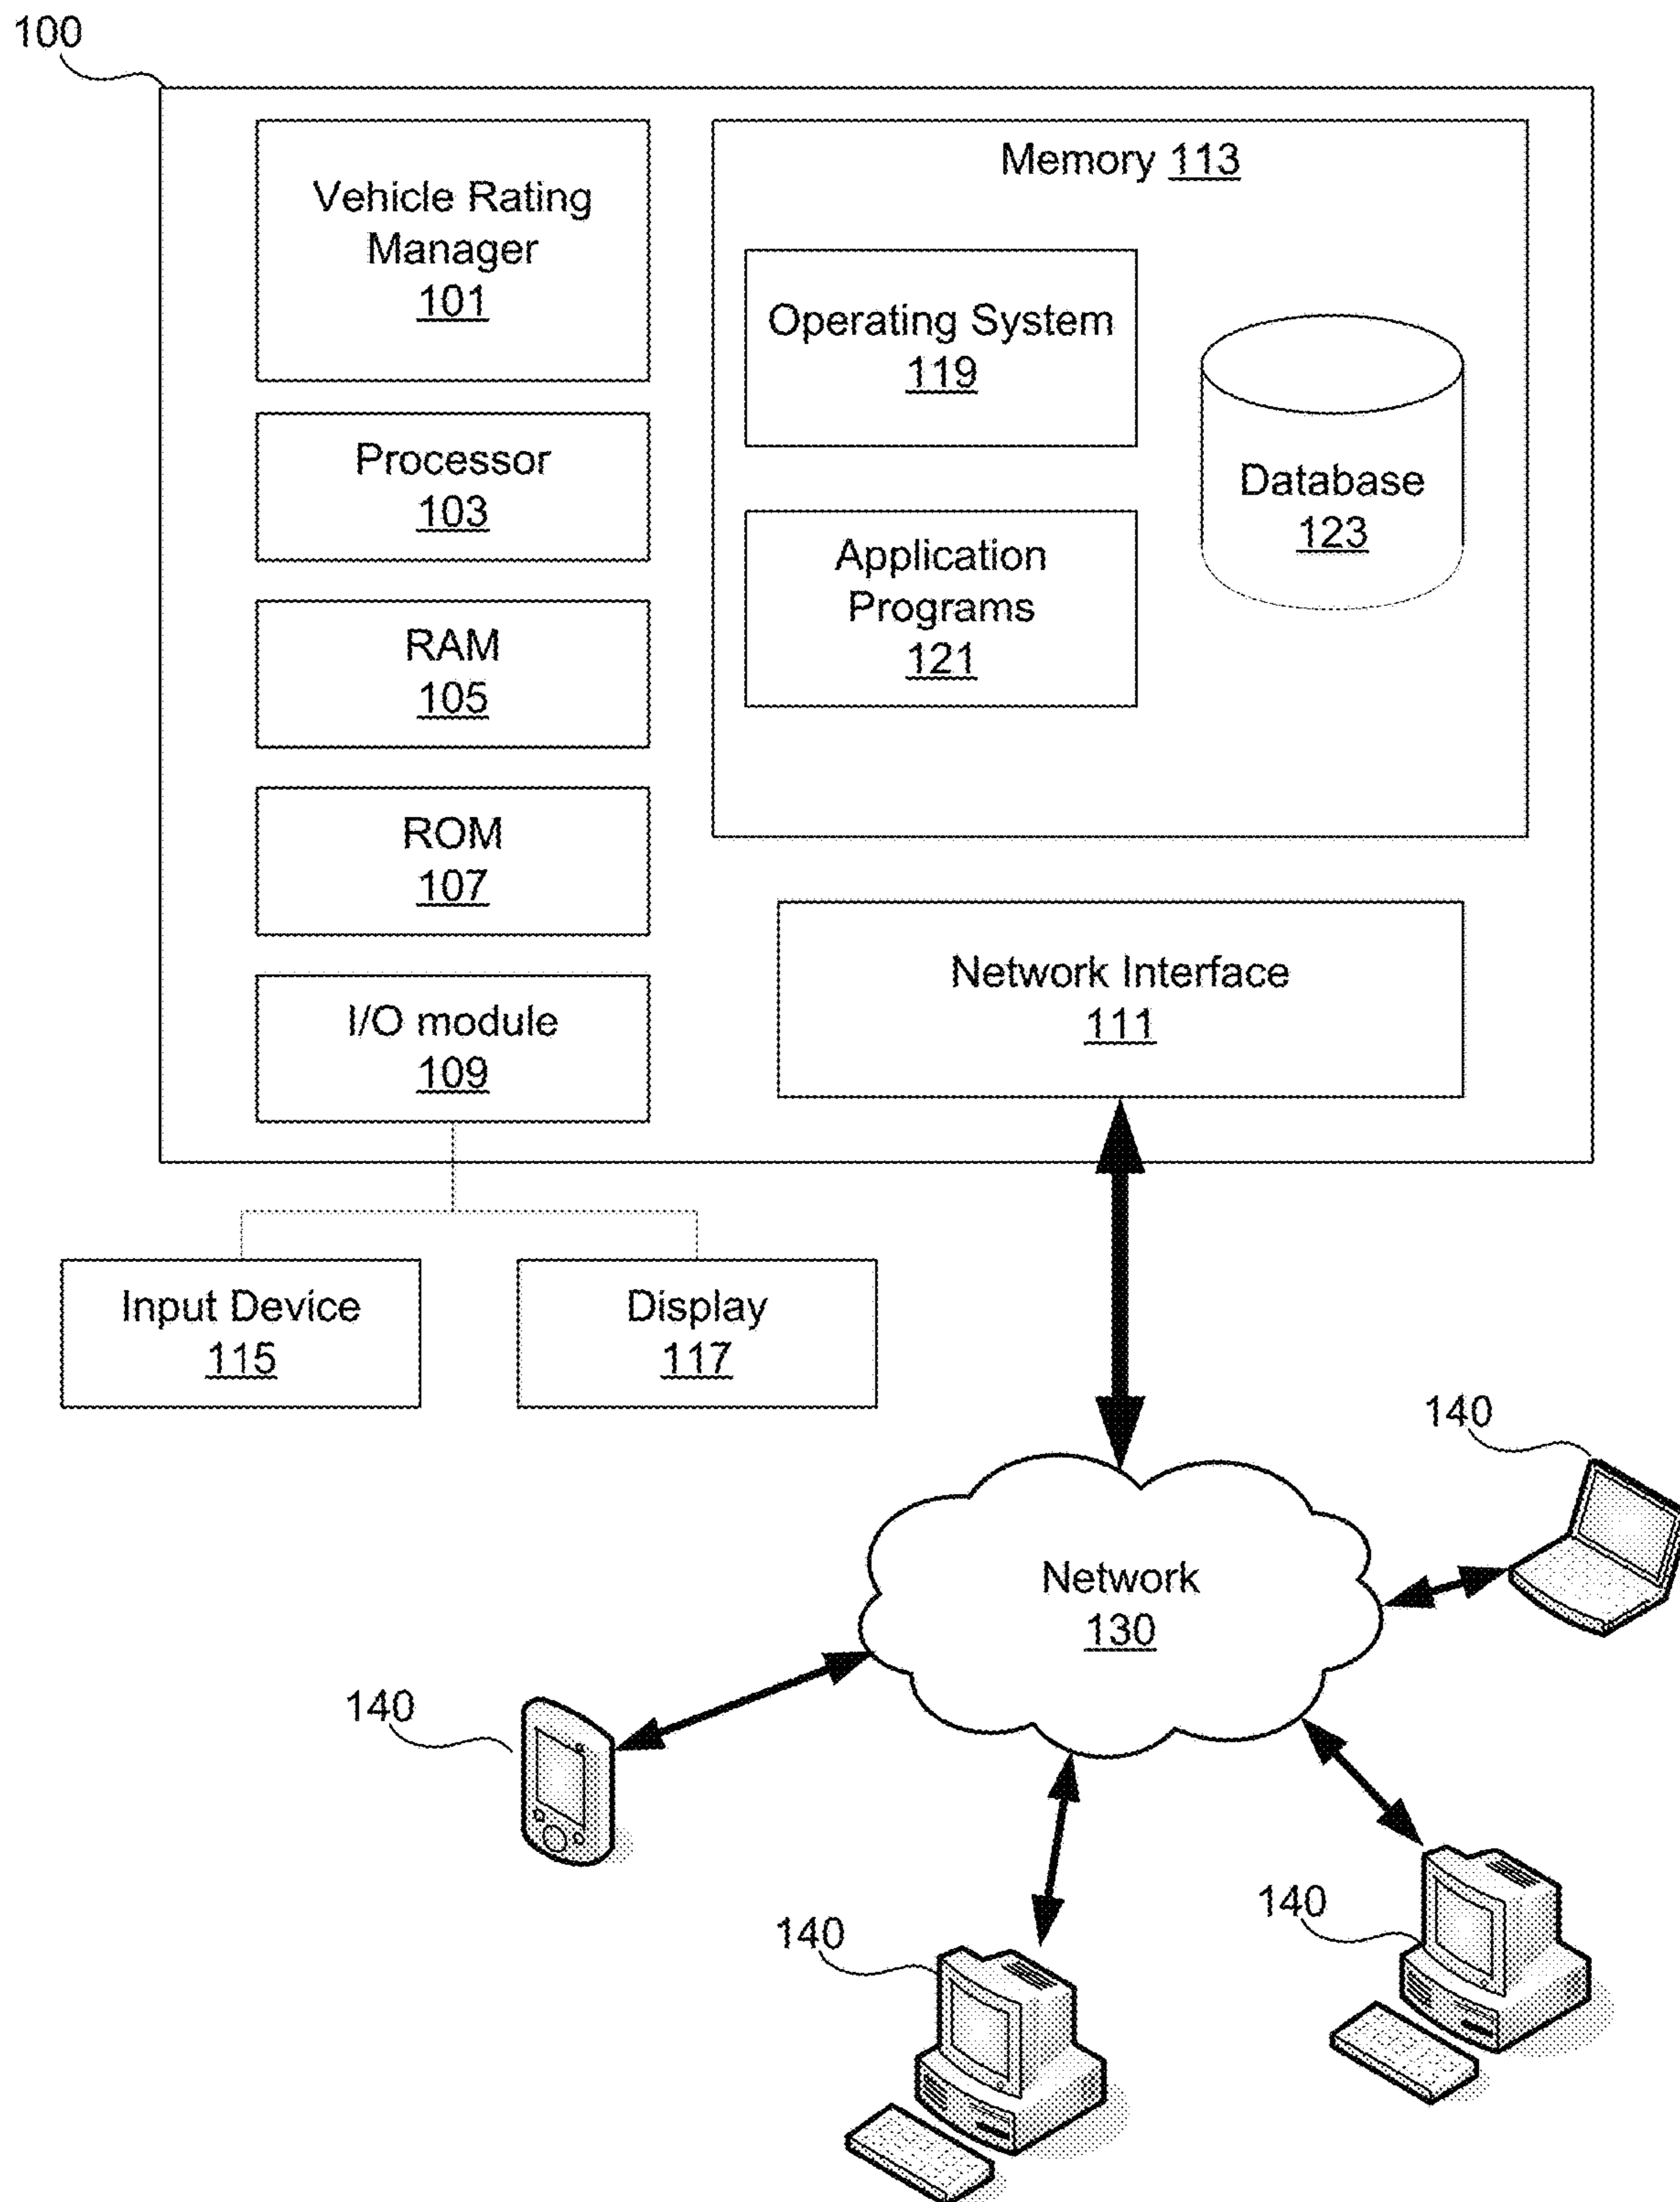 100
Vehicle Rating
Manager
101
Processor
103
RAM
105
ROM
107
I/O module
109
Memory 113
Operating System
119
Application
Programs
121
Database
123
Network Interface
111
Input Device
115
Display
117
Network
130
140
140
140
140